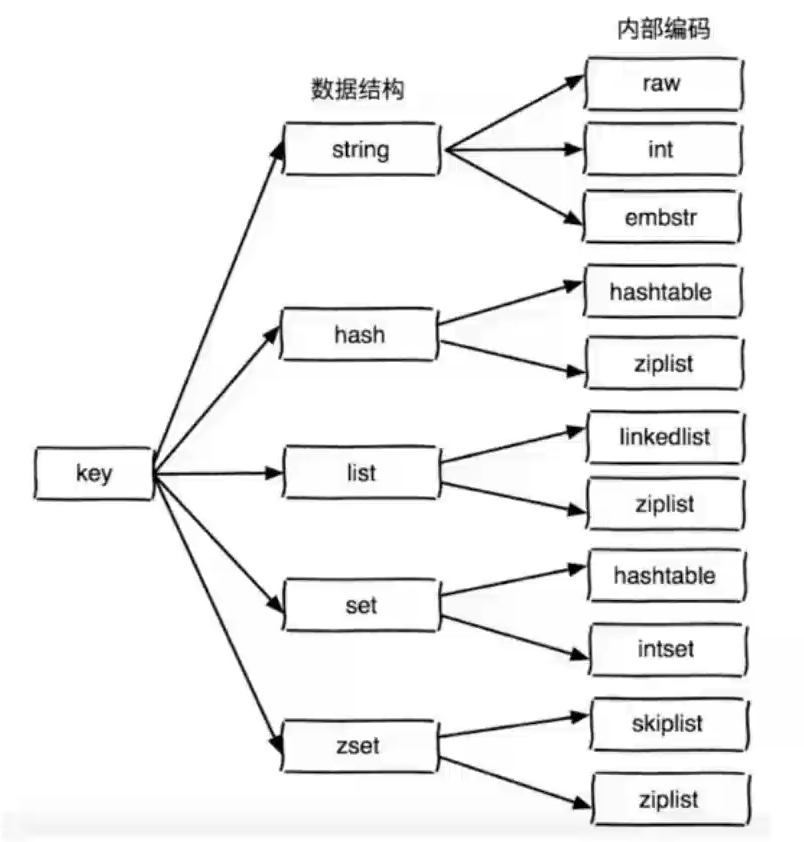 内部编码
数据结构
raw
string
int
embstr
hash
hashtable
ziplist
key
list
linkedlist
ziplist
set
hashtable
intset
zset
skiplist
ziplist